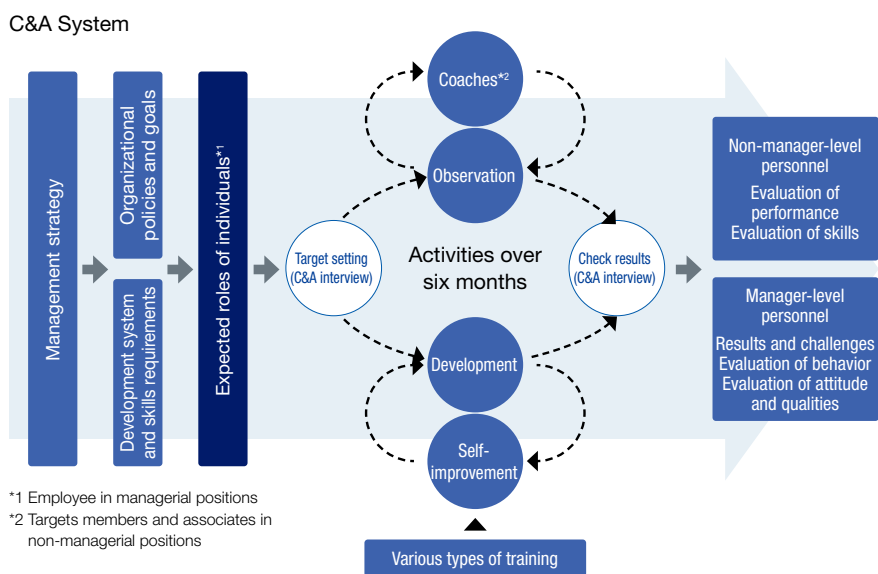 C&A System
Management strategy
Organizational
policies and goals
Development system
and skills requirements
Expected roles of individuals*1
Target setting
(C&A interview)
Coaches*2
Observation
Activities over
six months
Development
Self-
improvement
Various types of training
Check results
(C&A interview)
Non-manager-level
personnel
Evaluation of
performance
Evaluation of skills
Manager-level
personnel
Results and challenges
Evaluation of behavior
Evaluation of attitude
and qualities
*1 Employee in managerial positions
*2 Targets members and associates in
non-managerial positions